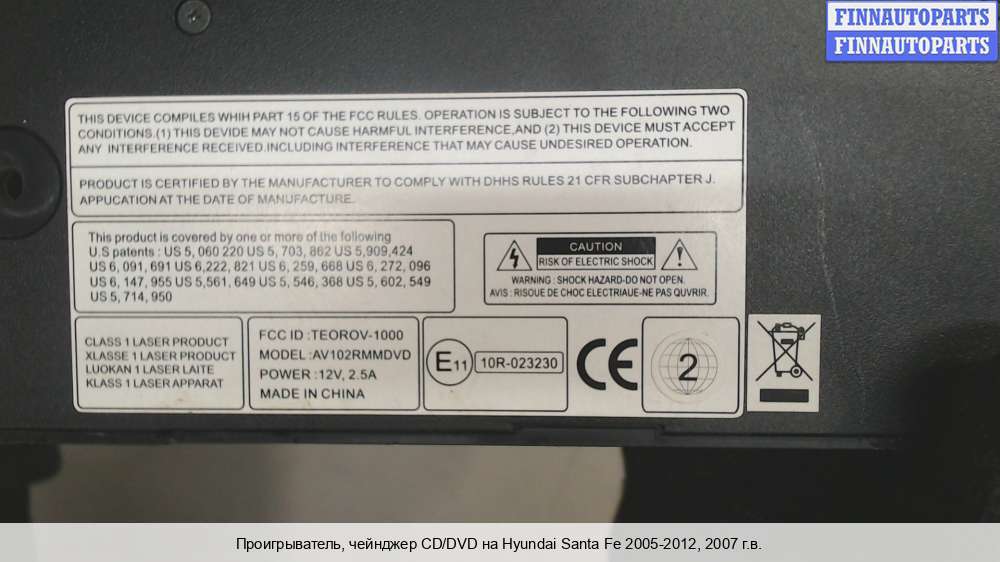 FINNAUTOPARTS
FINNAUTOPARTS
THIS DEVICE COMPILES WHIH PART 15 OF THE FCC RULES. OPERATION IS SUBJECT TO THE FOLLOWING TWO
CONDITIONS.(1) THIS DEVIDE MAY NOT CAUSE HARMFUL INTERFERENCE,AND (2) THIS DEVICE MUST ACCEPT
ANY INTERFERENCE RECEIVED.INCLUDING INTERFERENCE THAT MAY CAUSE UNDESIRED OPERATION.
PRODUCT IS CERTIFIED BY THE MANUFACTURER TO COMPLY WITH DHHS RULES 21 CFR SUBCHAPTER J.
APPUCATION AT THE DATE OF MANUFACTURE.
This product is covered by one or more of the following
U.S patents : US 5, 060 220 US 5, 703, 862 US 5,909,424
US 6, 091, 691 US 6,222, 821 US 6, 259, 668 US 6, 272, 096
US 6, 147, 955 US 5,561, 649 US 5, 546, 368 US 5, 602, 549
US 5, 714, 950
CAUTION
RISK OF ELECTRIC SHOCK
WARNING : SHOCK HAZARD-DO NOT OPEN.
AVIS : RISOUE DE CHOC ELECTRIAUE-NE PAS QUVRIR.
CLASS 1 LASER PRODUCT
XLASSE 1 LASER PRODUCT
LUOKAN 1 LASER LAITE
KLASS 1 LASER APPARAT
FCC ID : TEOROV-1000
MODEL: AV102RMMDVD
POWER :12V, 2.5A
MADE IN CHINA
E11 10R-023230
CE
2
Проигрыватель, чейнджер CD/DVD на Hyundai Santa Fe 2005-2012, 2007 г.в.